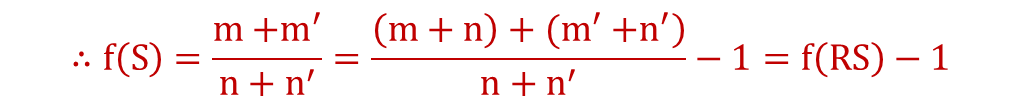 ∴ f(S) = (m +m′)/(n + n′) = ((m + n) + (m′ +n′))/(n + n′) − 1 = f(RS) − 1